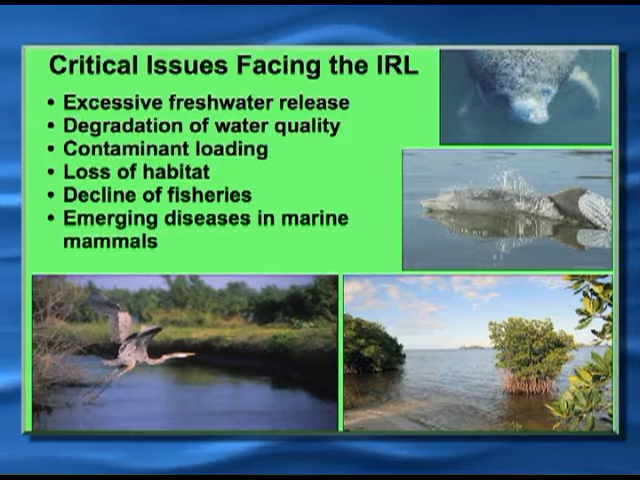 Critical Issues Facing the IRL
• Excessive freshwater release
• Degradation of water quality
• Contaminant loading
• Loss of habitat
• Decline of fisheries
• Emerging diseases in marine
mammals